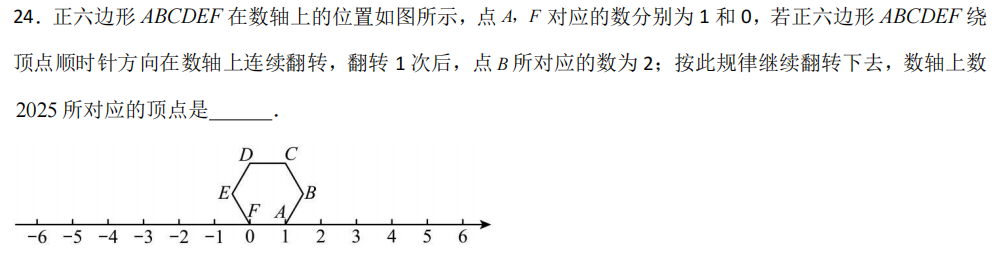 24．正六边形 ABCDEF 在数轴上的位置如图所示，点 A，F 对应的数分别为 1 和 0，若正六边形 ABCDEF 绕
顶点顺时针方向在数轴上连续翻转，翻转 1 次后，点 B 所对应的数为 2；按此规律继续翻转下去，数轴上数
2025 所对应的顶点是______．
D C
E B
F A
-6 -5 -4 -3 -2 -1 0 1 2 3 4 5 6